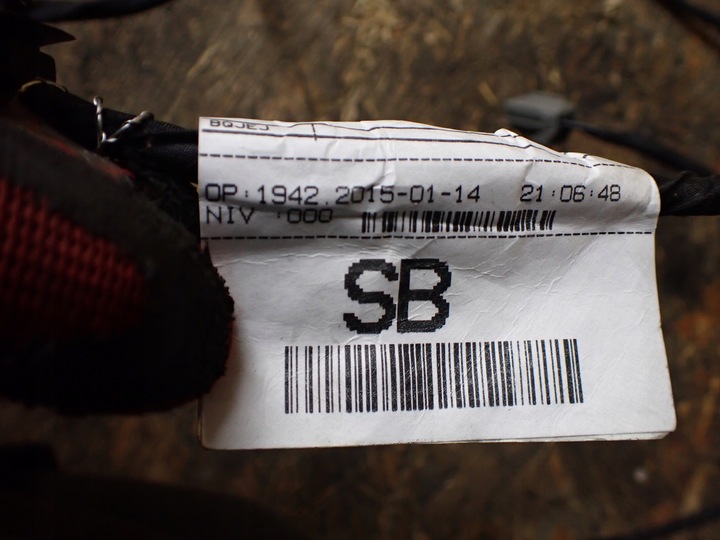 BQJEJ
OP:1942.2015-01-14 21:06:48
NIV :000
SB